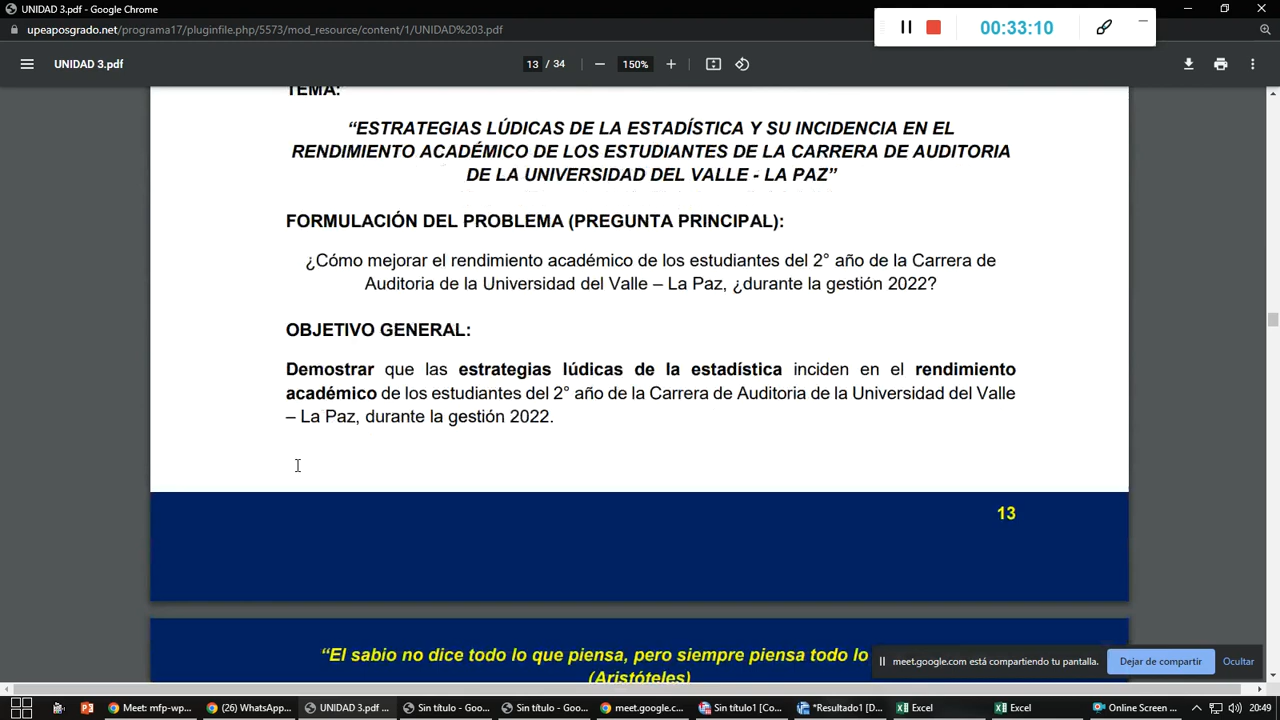 UNIDAD 3.pdf - Google Chrome
upeaposgrado.net/programa17/pluginfile.php/5573/mod_resource/content/1/UNIDAD%203.pdf
00:33:10
UNIDAD 3.pdf
13 / 34
150%
TEMA:
“ESTRATEGIAS LÚDICAS DE LA ESTADÍSTICA Y SU INCIDENCIA EN EL
RENDIMIENTO ACADÉMICO DE LOS ESTUDIANTES DE LA CARRERA DE AUDITORIA
DE LA UNIVERSIDAD DEL VALLE - LA PAZ”
FORMULACIÓN DEL PROBLEMA (PREGUNTA PRINCIPAL):
¿Cómo mejorar el rendimiento académico de los estudiantes del 2° año de la Carrera de
Auditoria de la Universidad del Valle – La Paz, ¿durante la gestión 2022?
OBJETIVO GENERAL:
Demostrar que las estrategias lúdicas de la estadística inciden en el rendimiento
académico de los estudiantes del 2° año de la Carrera de Auditoria de la Universidad del Valle
– La Paz, durante la gestión 2022.
13
“El sabio no dice todo lo que piensa, pero siempre piensa todo lo
(Aristóteles)
meet.google.com está compartiendo tu pantalla.
Dejar de compartir
Ocultar
Meet: mfp-wp...
(26) WhatsApp...
UNIDAD 3.pdf ...
Sin título - Goo...
Sin título - Goo...
meet.google.co...
Sin título1 [Co...
*Resultado1 [D...
Excel
Excel
Online Screen ...
20:49